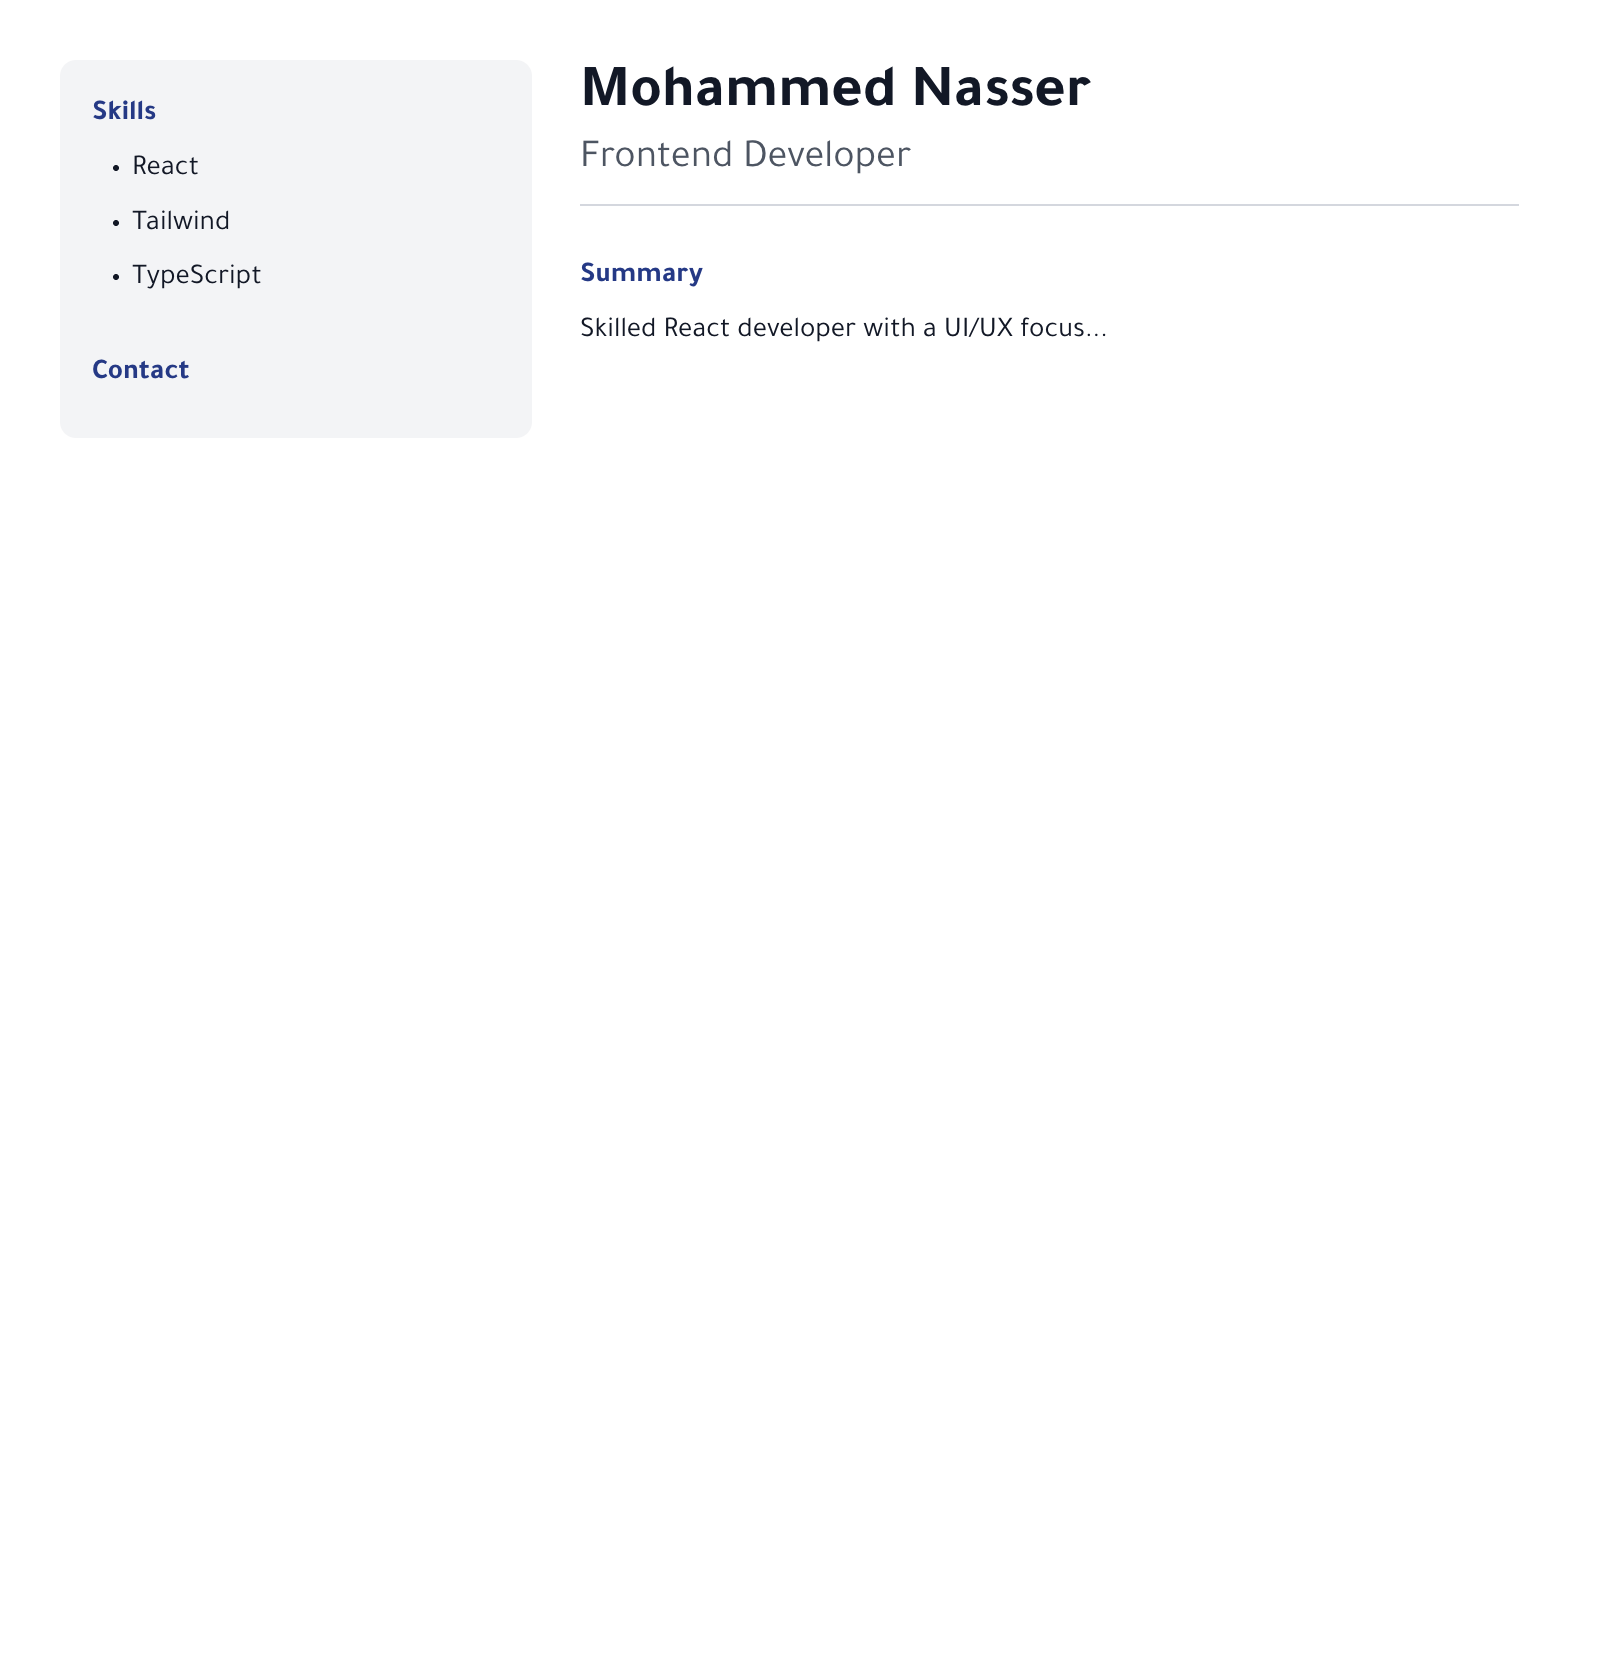 Skills
• React
• Tailwind
• TypeScript
Contact
Mohammed Nasser
Frontend Developer
Summary
Skilled React developer with a UI/UX focus...